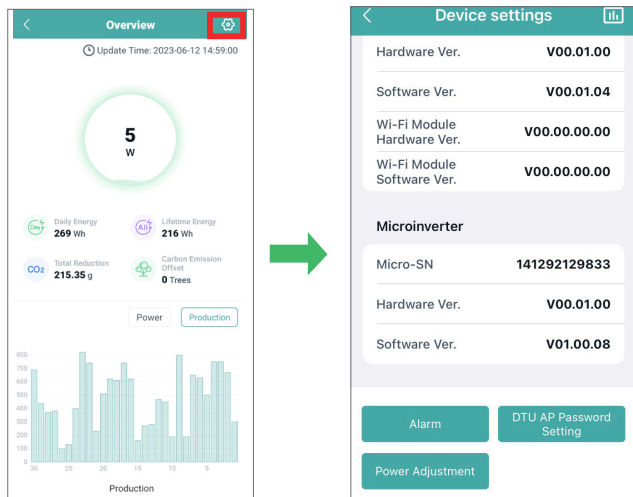 Overview
Update Time: 2023-06-12 14:59:00
5
W
Day
Daily Energy
269 Wh
All
Lifetime Energy
216 Wh
CO2
Total Reduction
215.35 g
Carbon Emission
Offset
0 Trees
Power
Production
800
700
600
500
400
300
200
100
0
30 25 20 15 10 5
Production
Device settings
Hardware Ver. V00.01.00
Software Ver. V00.01.04
Wi-Fi Module
Hardware Ver. V00.00.00.00
Wi-Fi Module
Software Ver. V00.00.00.00
Microinverter
Micro-SN 141292129833
Hardware Ver. V00.01.00
Software Ver. V01.00.08
Alarm
DTU AP Password
Setting
Power Adjustment